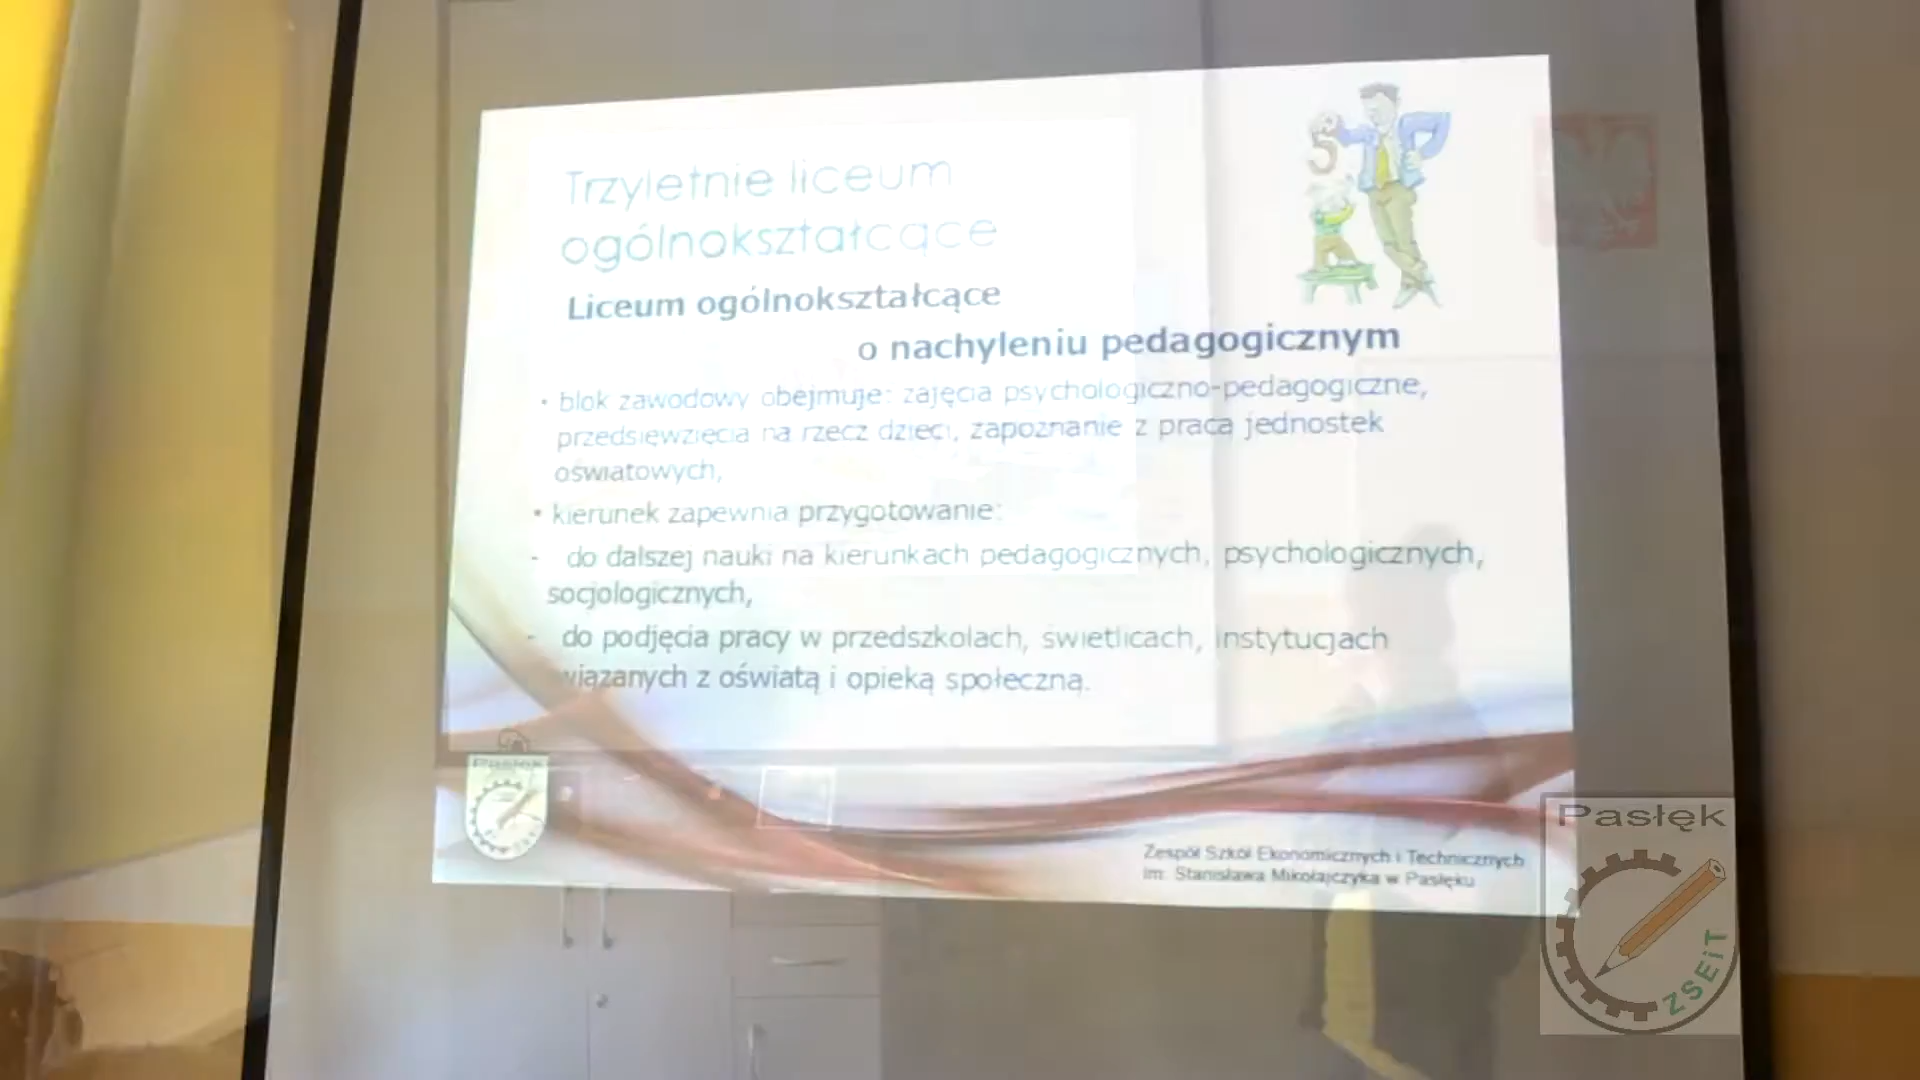 Trzyletnie liceum
ogólnokształcące
Liceum ogólnokształcące
o nachyleniu pedagogicznym
• blok zawodowy obejmuje: zajęcia psychologiczno-pedagogiczne,
przedsięwzięcia na rzecz dzieci, zapoznanie z pracą jednostek
oświatowych,
• kierunek zapewnia przygotowanie:
- do dalszej nauki na kierunkach pedagogicznych, psychologicznych,
socjologicznych,
- do podjęcia pracy w przedszkolach, świetlicach, instytucjach
wiązanych z oświatą i opieką społeczną.
Pasłęk
Zespół Szkół Ekonomicznych i Technicznych
im. Stanisława Mikołajczyka w Pasłęku
Pasłęk
ZSEiT